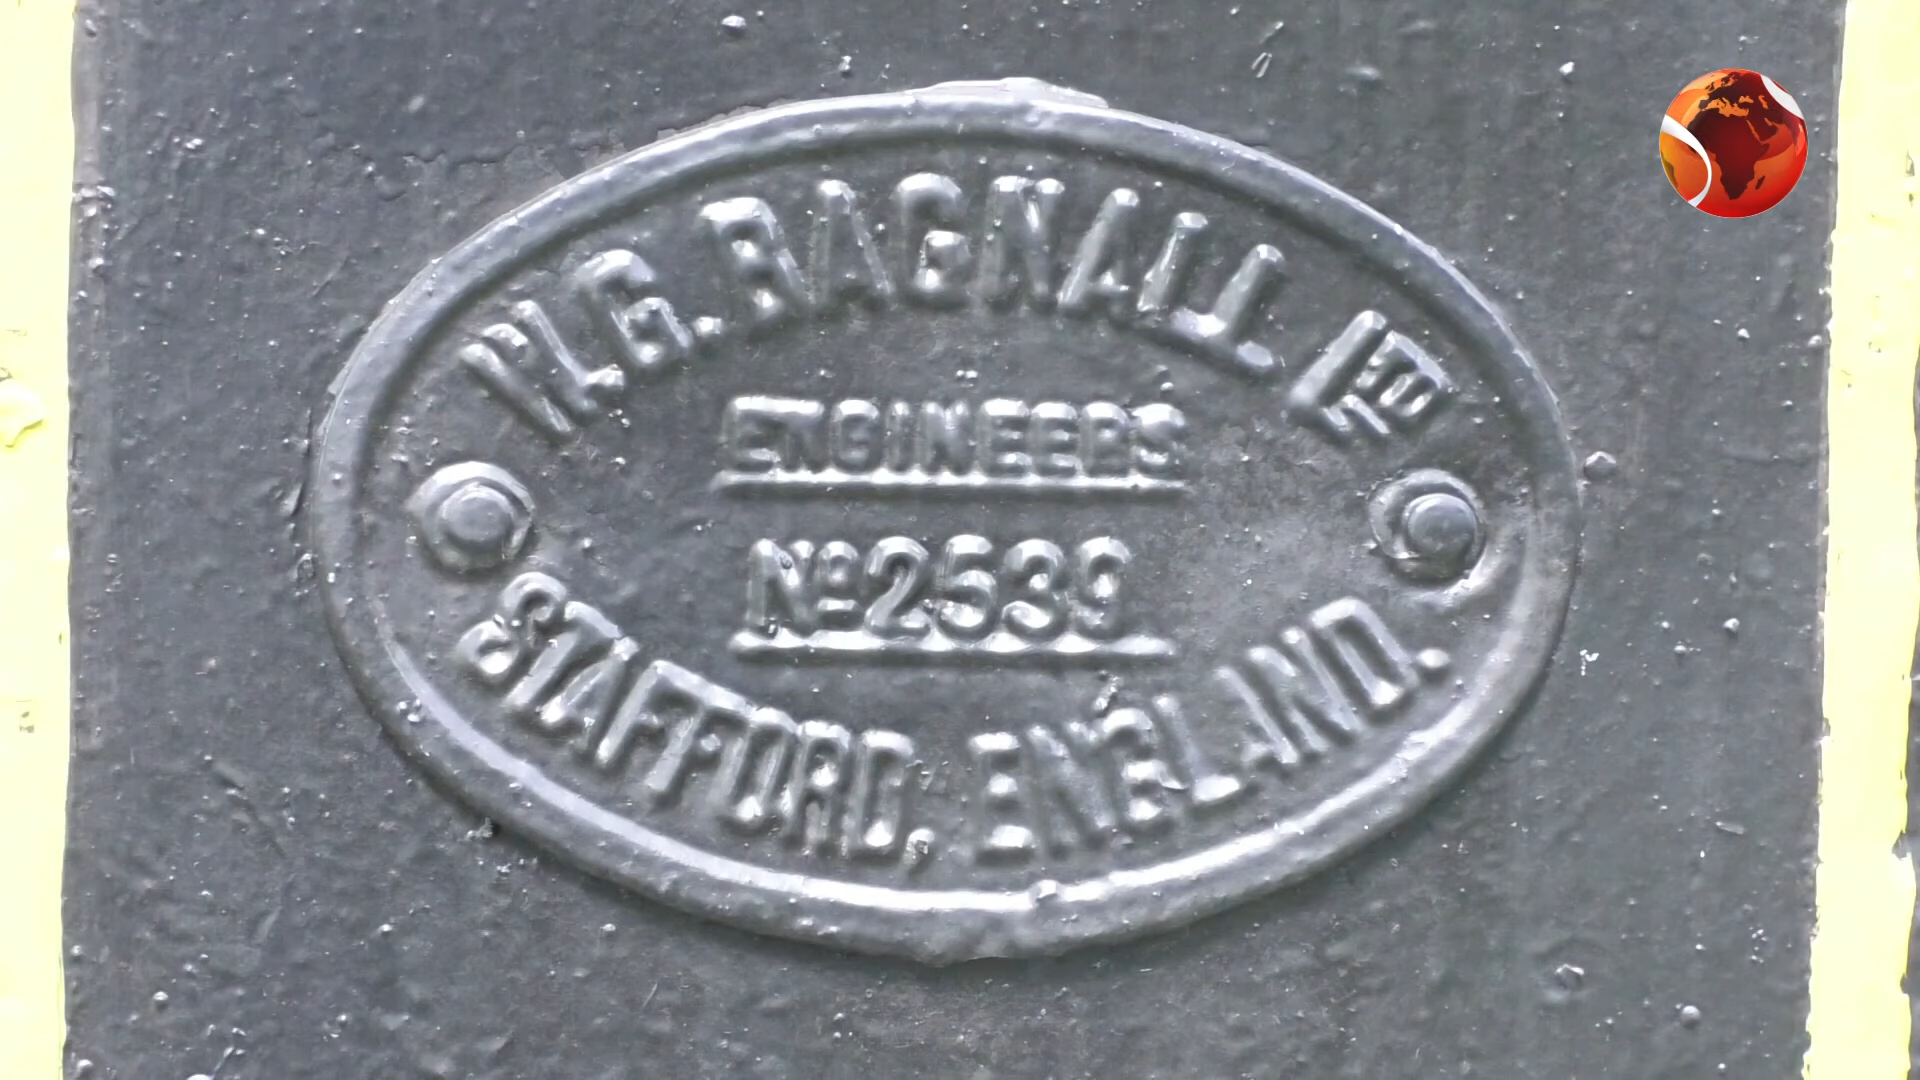 W.G. BAGNALL. LTD
ENGINEERS
No 2539
STAFFORD, ENGLAND.